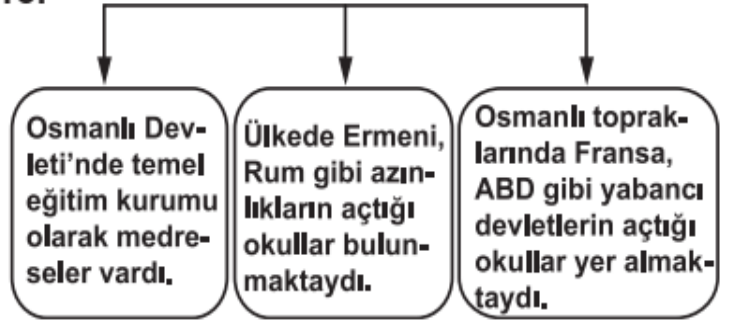 Osmanlı Dev-
leti'nde temel
eğitim kurumu
olarak medre-
seler vardı.
Ülkede Ermeni,
Rum gibi azın-
lıkların açtığı
okullar bulun-
maktaydı.
Osmanlı toprak-
larında Fransa,
ABD gibi yabancı
devletlerin açtığı
okullar yer almak-
taydı.